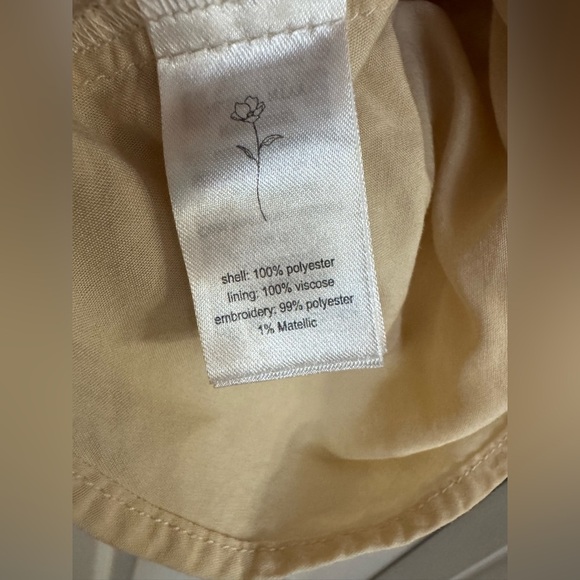 shell: 100% polyester
lining: 100% viscose
embroidery: 99% polyester
1% Matellic